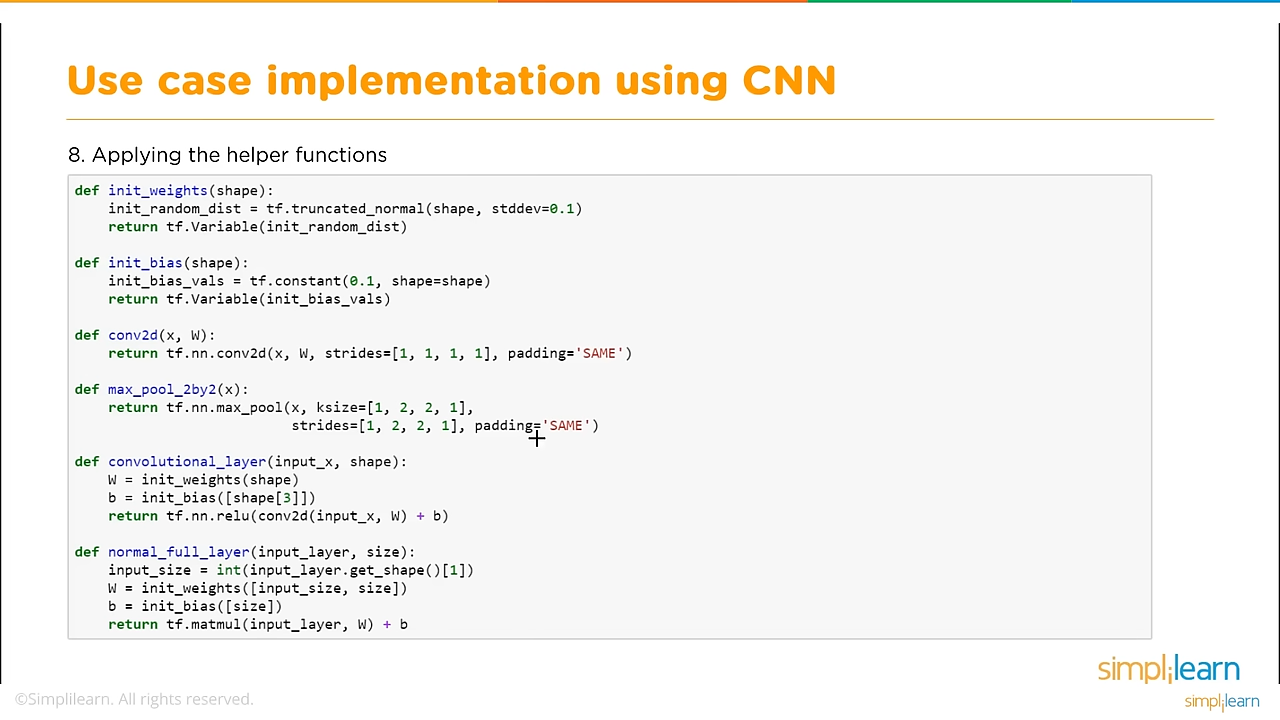 Use case implementation using CNN
8. Applying the helper functions
def init_weights(shape):
    init_random_dist = tf.truncated_normal(shape, stddev=0.1)
    return tf.Variable(init_random_dist)
def init_bias(shape):
    init_bias_vals = tf.constant(0.1, shape=shape)
    return tf.Variable(init_bias_vals)
def conv2d(x, W):
    return tf.nn.conv2d(x, W, strides=[1, 1, 1, 1], padding='SAME')
def max_pool_2by2(x):
    return tf.nn.max_pool(x, ksize=[1, 2, 2, 1],
                          strides=[1, 2, 2, 1], padding='SAME')
def convolutional_layer(input_x, shape):
    W = init_weights(shape)
    b = init_bias([shape[3]])
    return tf.nn.relu(conv2d(input_x, W) + b)
def normal_full_layer(input_layer, size):
    input_size = int(input_layer.get_shape()[1])
    W = init_weights([input_size, size])
    b = init_bias([size])
    return tf.matmul(input_layer, W) + b
simplilearn
©Simplilearn. All rights reserved.
simplilearn